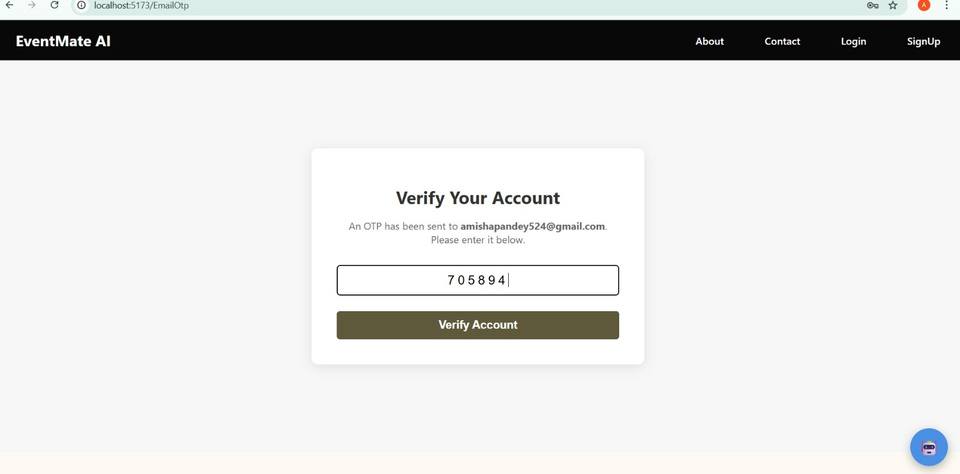 localhost:5173/EmailOtp
A
EventMate AI
About
Contact
Login
SignUp
Verify Your Account
An OTP has been sent to amishapandey524@gmail.com.
Please enter it below.
705894
Verify Account